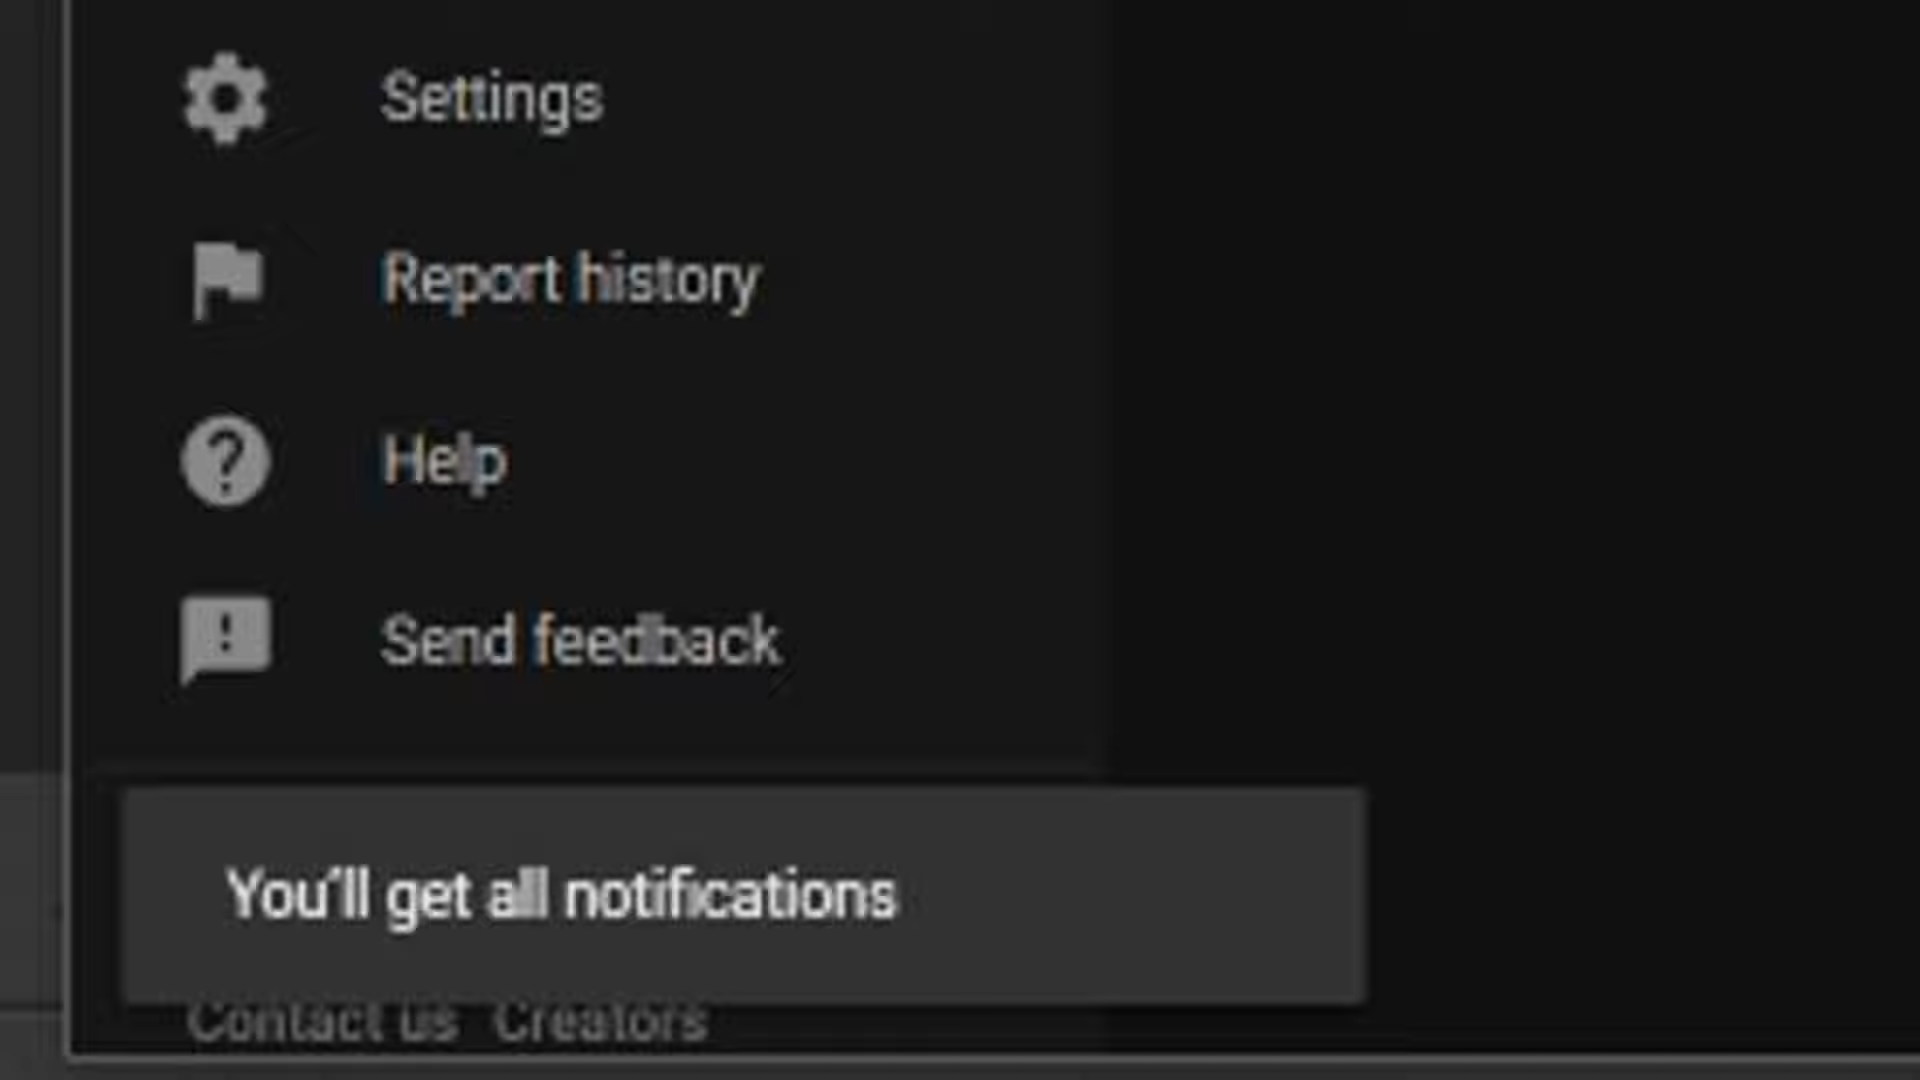 Settings
Report history
Help
Send feedback
You'll get all notifications
Contact us Creators